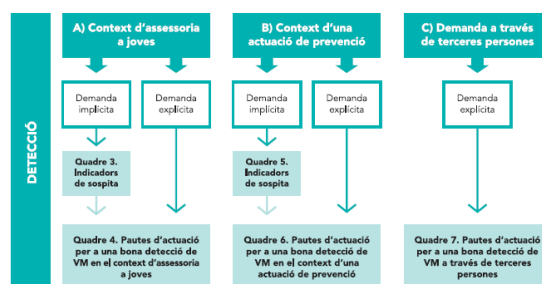 DETECCIÓ
A) Context d'assessoria
a joves
Demanda
implícita
Demanda
explícita
Quadre 3.
Indicadors
de sospita
Quadre 4. Pautes d'actuació
per a una bona detecció de
VM en el context d'assessoria
a joves
B) Context d'una
actuació de prevenció
Demanda
implícita
Demanda
explícita
Quadre 5.
Indicadors
de sospita
Quadre 6. Pautes d'actuació
per a una bona detecció de
VM en el context d'una
actuació de prevenció
C) Demanda a través
de terceres persones
Demanda
explícita
Quadre 7. Pautes d'actuació
per a una bona detecció de
VM a través de terceres
persones